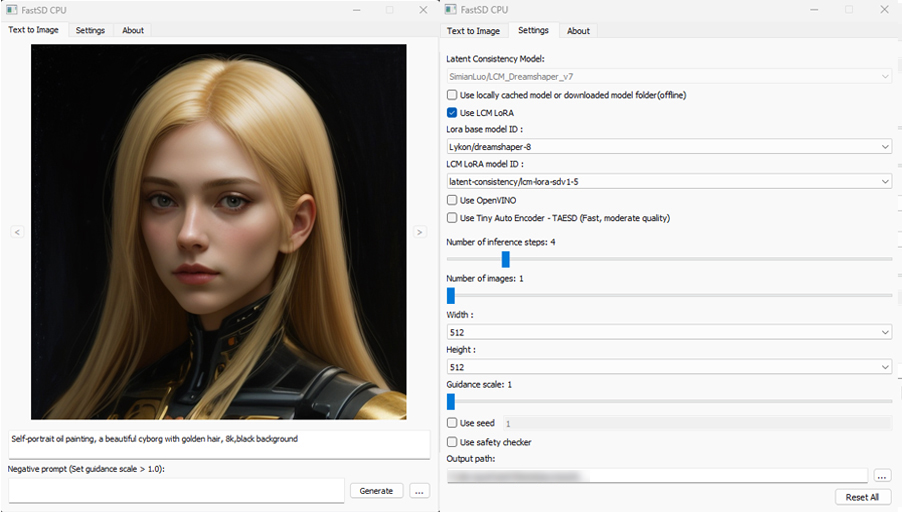 FastSD CPU
Text to Image Settings About
<
>
Self-portrait oil painting, a beautiful cyborg with golden hair, 8k,black background
Negative prompt (Set guidance scale > 1.0):
Generate ...
FastSD CPU
Text to Image Settings About
Latent Consistency Model:
SimianLuo/LCM_Dreamshaper_v7
Use locally cached model or downloaded model folder(offline)
Use LCM LoRA
Lora base model ID :
Lykon/dreamshaper-8
LCM LoRA model ID :
latent-consistency/lcm-lora-sdv1-5
Use OpenVINO
Use Tiny Auto Encoder - TAESD (Fast, moderate quality)
Number of inference steps: 4
Number of images: 1
Width :
512
Height :
512
Guidance scale: 1
Use seed 1
Use safety checker
Output path:
...
Reset All